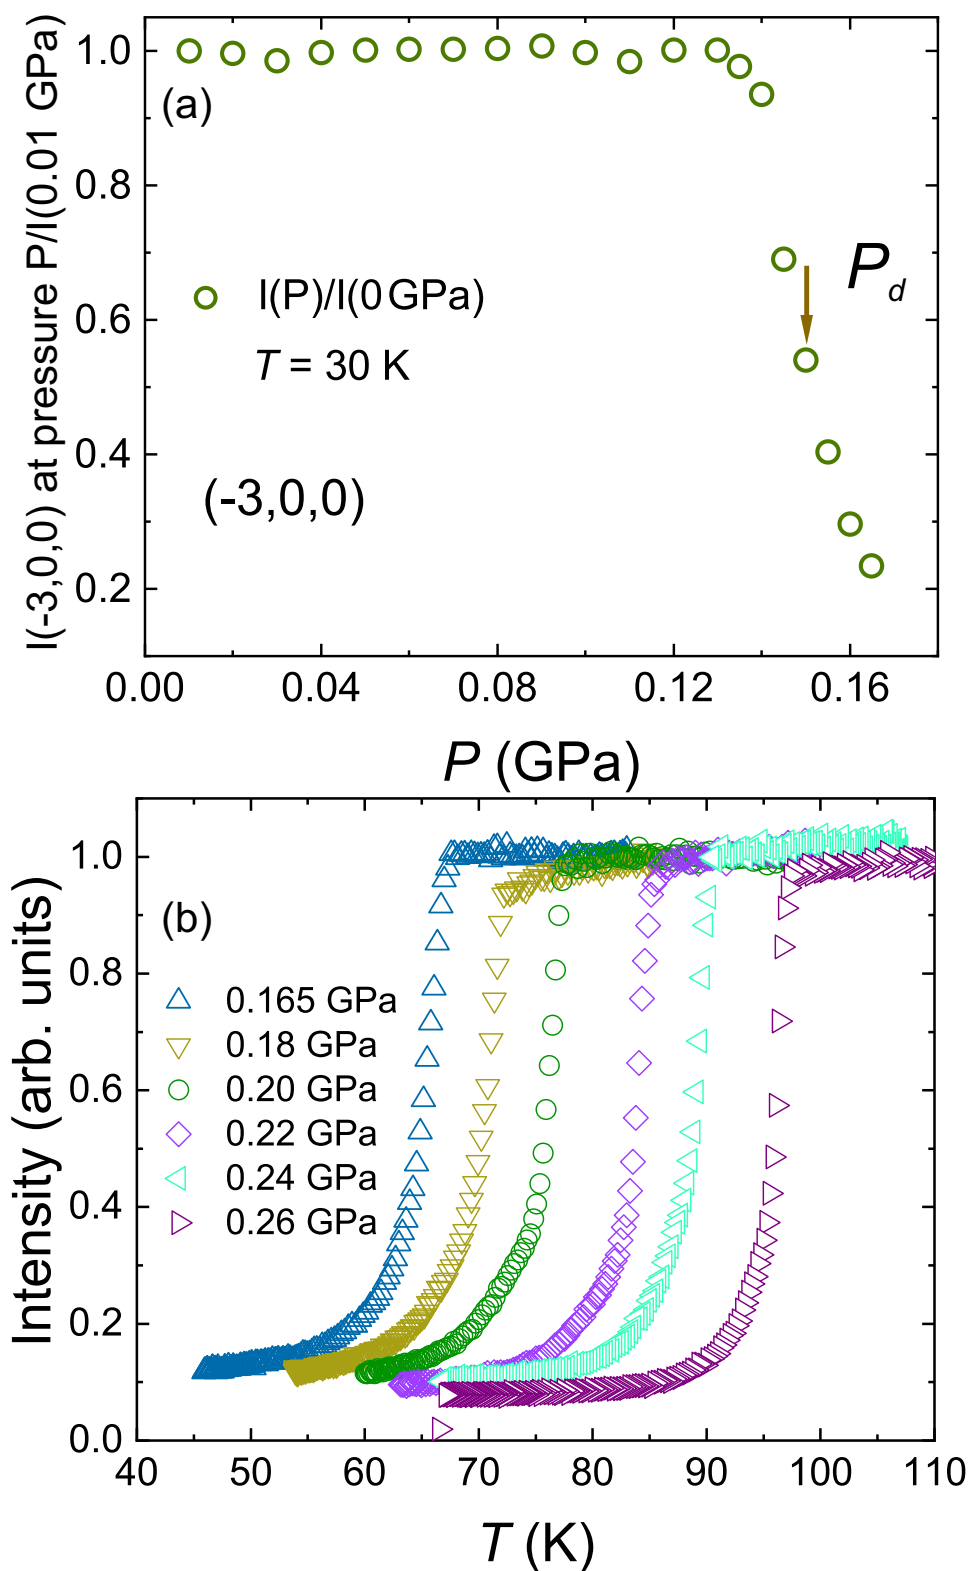 I(-3,0,0) at pressure P/I(0.01 GPa)
1.0
0.8
0.6
0.4
0.2
(a)
I(P)/I(0 GPa)
T = 30 K
(-3,0,0)
P_d
0.00 0.04 0.08 0.12 0.16
P (GPa)
Intensity (arb. units)
1.0
0.8
0.6
0.4
0.2
0.0
(b)
0.165 GPa
0.18 GPa
0.20 GPa
0.22 GPa
0.24 GPa
0.26 GPa
40 50 60 70 80 90 100 110
T (K)